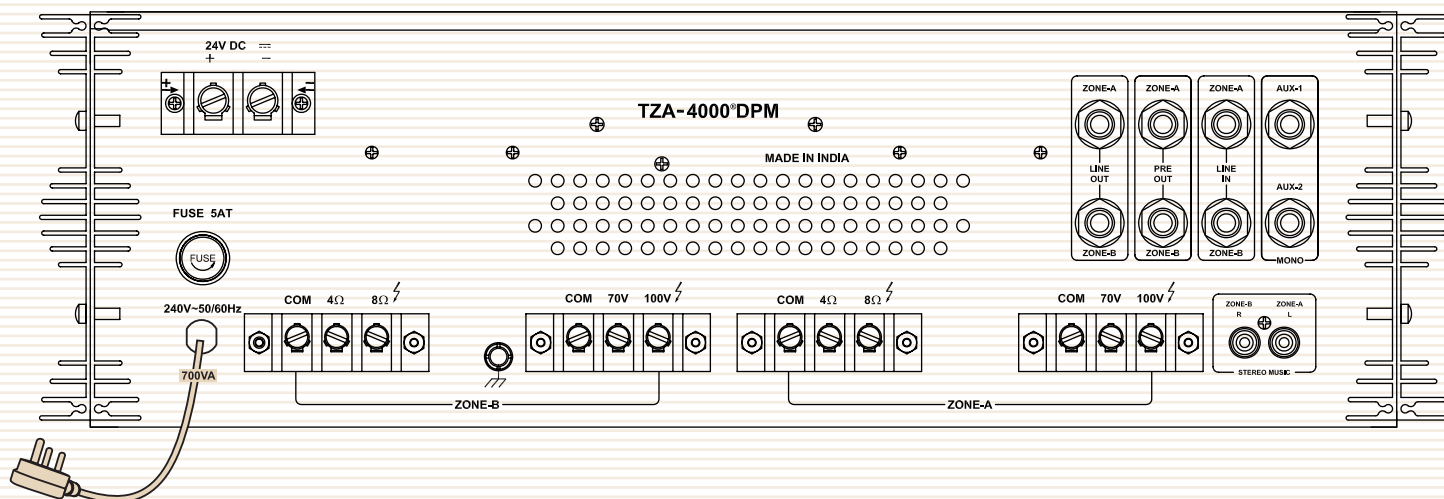 24V DC ⎓
+ −
+ −
TZA-4000®DPM
MADE IN INDIA
ZONE-A
LINE
OUT
ZONE-B
ZONE-A
PRE
OUT
ZONE-B
ZONE-A
LINE
IN
ZONE-B
AUX-1
AUX-2
MONO
FUSE 5AT
FUSE
240V~50/60Hz
700VA
COM 4Ω 8Ω
COM 70V 100V
ZONE-B
COM 4Ω 8Ω
COM 70V 100V
ZONE-A
ZONE-B ZONE-A
R L
STEREO MUSIC